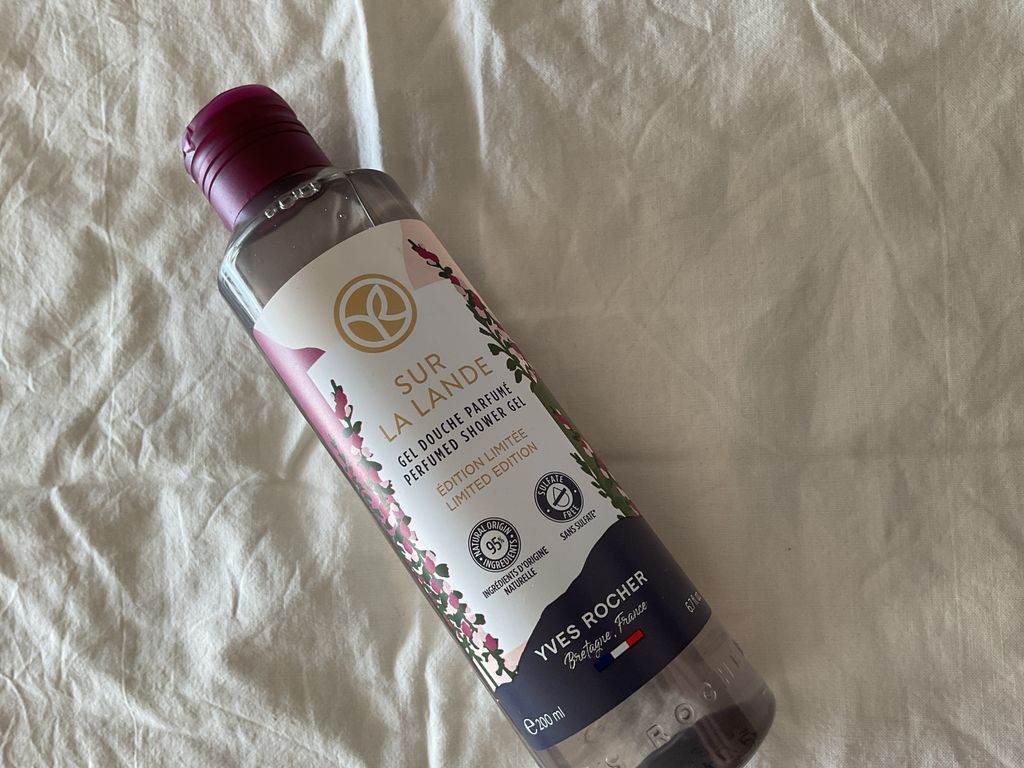 SUR
LA LANDE
GEL DOUCHE PARFUMÉ
PERFUMED SHOWER GEL
ÉDITION LIMITÉE
LIMITED EDITION
NATURAL ORIGIN
95%
INGREDIENTS
INGRÉDIENTS D'ORIGINE
NATURELLE
SULFATE
FREE
SANS SULFATE*
YVES ROCHER
Bretagne, France
e 200 ml